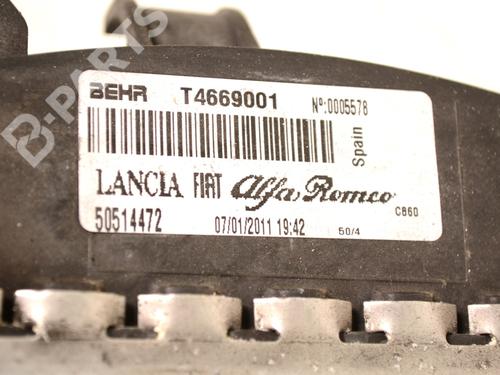 BEHR T4669001 Nº:0005578
Spain
LANCIA FIAT Alfa Romeo C860
50514472 07/01/2011 19:42 50/4
B-PARTS